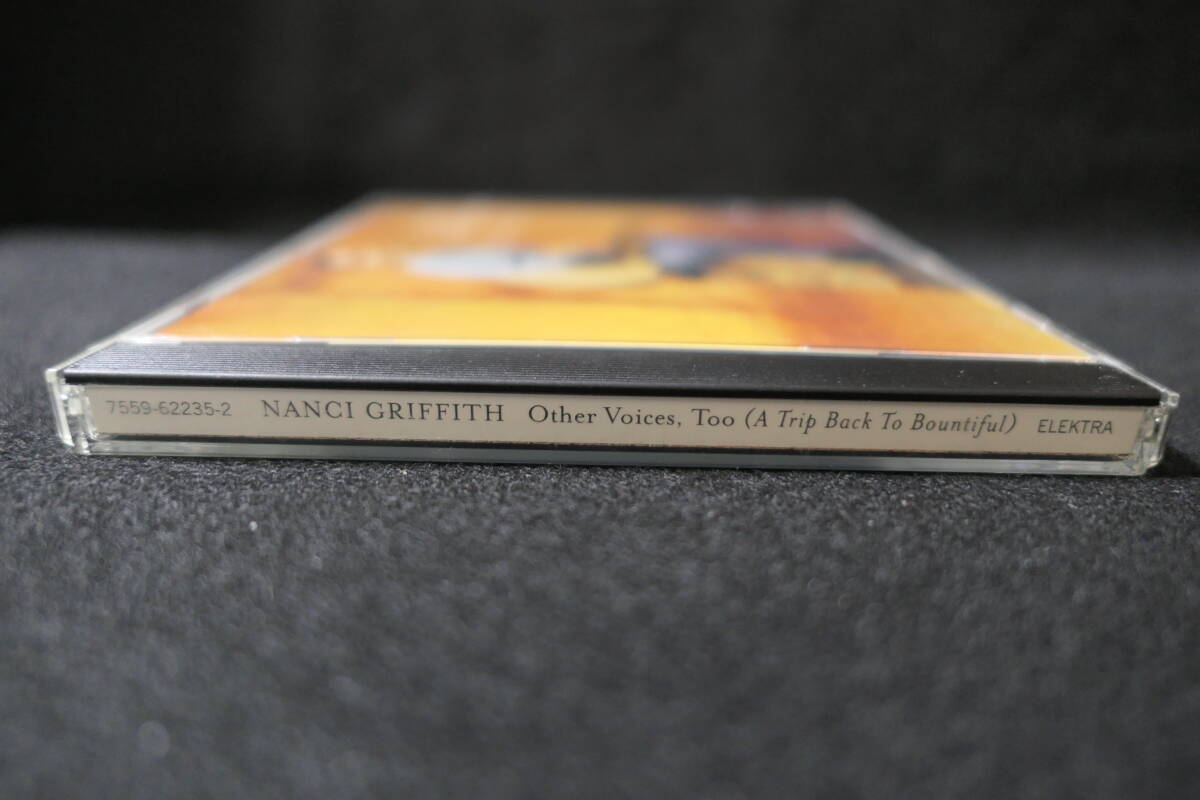 7559-62235-2 NANCI GRIFFITH Other Voices, Too (A Trip Back To Bountiful) ELEKTRA